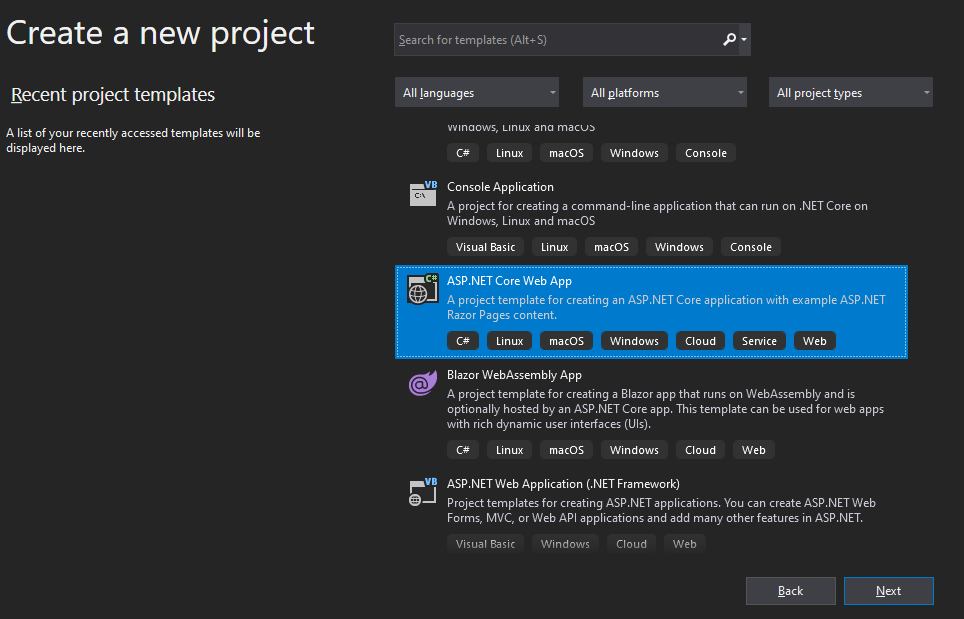 Create a new project
Search for templates (Alt+S)
All languages
All platforms
All project types
Recent project templates
A list of your recently accessed templates will be
displayed here.
Windows, Linux and macOS
C# Linux macOS Windows Console
VB
C:\
Console Application
A project for creating a command-line application that can run on .NET Core on
Windows, Linux and macOS
Visual Basic Linux macOS Windows Console
C#
ASP.NET Core Web App
A project template for creating an ASP.NET Core application with example ASP.NET
Razor Pages content.
C# Linux macOS Windows Cloud Service Web
Blazor WebAssembly App
A project template for creating a Blazor app that runs on WebAssembly and is
optionally hosted by an ASP.NET Core app. This template can be used for web apps
with rich dynamic user interfaces (UIs).
C# Linux macOS Windows Cloud Web
VB
ASP.NET Web Application (.NET Framework)
Project templates for creating ASP.NET applications. You can create ASP.NET Web
Forms, MVC, or Web API applications and add many other features in ASP.NET.
Visual Basic Windows Cloud Web
Back
Next